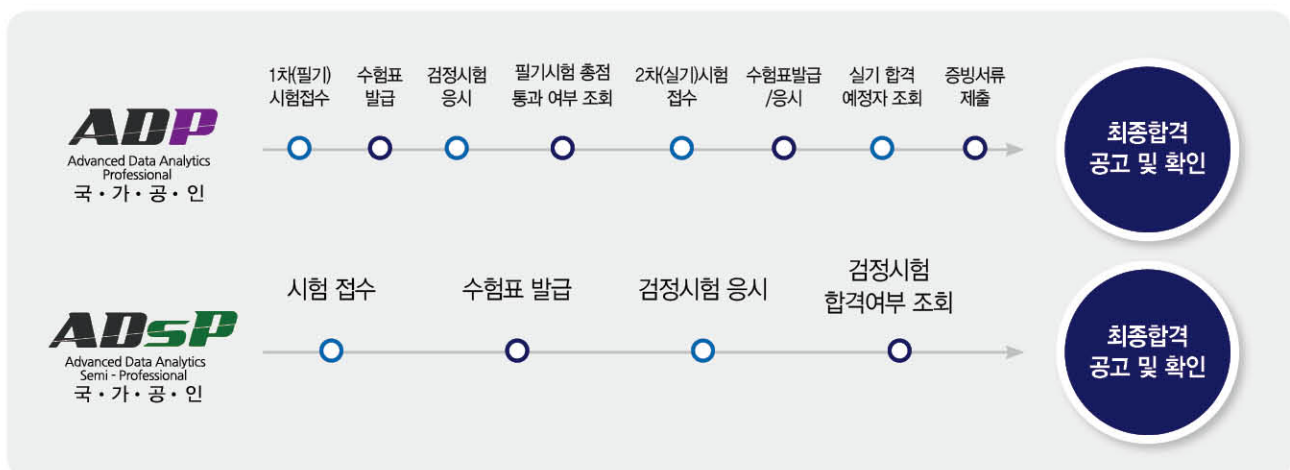 1차(필기)
시험접수
수험표
발급
검정시험
응시
필기시험 총점
통과 여부 조회
2차(실기)시험
접수
수험표발급
/응시
실기 합격
예정자 조회
증빙서류
제출
ADP
Advanced Data Analytics
Professional
국·가·공·인
최종합격
공고 및 확인
시험 접수
수험표 발급
검정시험 응시
검정시험
합격여부 조회
ADsP
Advanced Data Analytics
Semi - Professional
국·가·공·인
최종합격
공고 및 확인